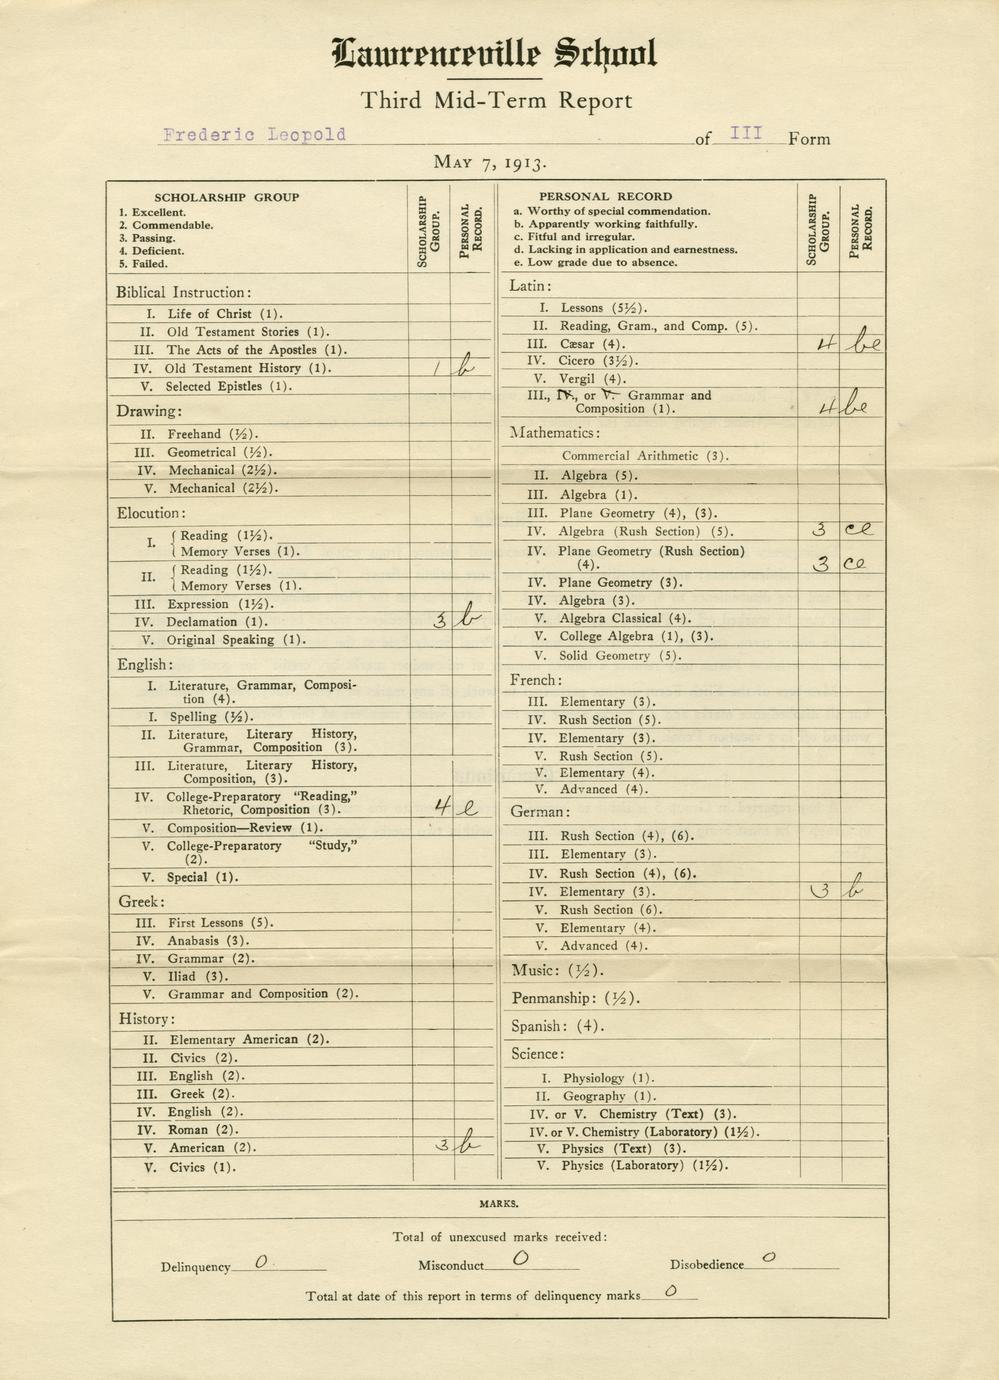 Lawrenceville School
Third Mid-Term Report
Frederic Leopold of III Form
May 7, 1913.
SCHOLARSHIP GROUP
1. Excellent.
2. Commendable.
3. Passing.
4. Deficient.
5. Failed.
SCHOLARSHIP GROUP.
PERSONAL RECORD.
Biblical Instruction:
I. Life of Christ (1).
II. Old Testament Stories (1).
III. The Acts of the Apostles (1).
IV. Old Testament History (1). 1 b
V. Selected Epistles (1).
Drawing:
II. Freehand (½).
III. Geometrical (½).
IV. Mechanical (2½).
V. Mechanical (2½).
Elocution:
I. { Reading (1½).
{ Memory Verses (1).
II. { Reading (1½).
{ Memory Verses (1).
III. Expression (1½).
IV. Declamation (1). 3 b
V. Original Speaking (1).
English:
I. Literature, Grammar, Composi-
tion (4).
I. Spelling (½).
II. Literature, Literary History,
Grammar, Composition (3).
III. Literature, Literary History,
Composition, (3).
IV. College-Preparatory "Reading,"
Rhetoric, Composition (3). 4 e
V. Composition—Review (1).
V. College-Preparatory "Study,"
(2).
V. Special (1).
Greek:
III. First Lessons (5).
IV. Anabasis (3).
IV. Grammar (2).
V. Iliad (3).
V. Grammar and Composition (2).
History:
II. Elementary American (2).
II. Civics (2).
III. English (2).
III. Greek (2).
IV. English (2).
IV. Roman (2).
V. American (2). 3 b
V. Civics (1).
PERSONAL RECORD
a. Worthy of special commendation.
b. Apparently working faithfully.
c. Fitful and irregular.
d. Lacking in application and earnestness.
e. Low grade due to absence.
SCHOLARSHIP GROUP.
PERSONAL RECORD.
Latin:
I. Lessons (5½).
II. Reading, Gram., and Comp. (5).
III. Cæsar (4). 4 be
IV. Cicero (3½).
V. Vergil (4).
III., IV., or V. Grammar and
Composition (1). 4 be
Mathematics:
Commercial Arithmetic (3).
II. Algebra (5).
III. Algebra (1).
III. Plane Geometry (4), (3).
IV. Algebra (Rush Section) (5). 3 ce
IV. Plane Geometry (Rush Section)
(4). 3 ce
IV. Plane Geometry (3).
IV. Algebra (3).
V. Algebra Classical (4).
V. College Algebra (1), (3).
V. Solid Geometry (5).
French:
III. Elementary (3).
IV. Rush Section (5).
IV. Elementary (3).
V. Rush Section (5).
V. Elementary (4).
V. Advanced (4).
German:
III. Rush Section (4), (6).
III. Elementary (3).
IV. Rush Section (4), (6).
IV. Elementary (3). 3 b
V. Rush Section (6).
V. Elementary (4).
V. Advanced (4).
Music: (½).
Penmanship: (½).
Spanish: (4).
Science:
I. Physiology (1).
II. Geography (1).
IV. or V. Chemistry (Text) (3).
IV. or V. Chemistry (Laboratory) (1½).
V. Physics (Text) (3).
V. Physics (Laboratory) (1½).
MARKS.
Total of unexcused marks received:
Delinquency 0 Misconduct 0 Disobedience 0
Total at date of this report in terms of delinquency marks 0